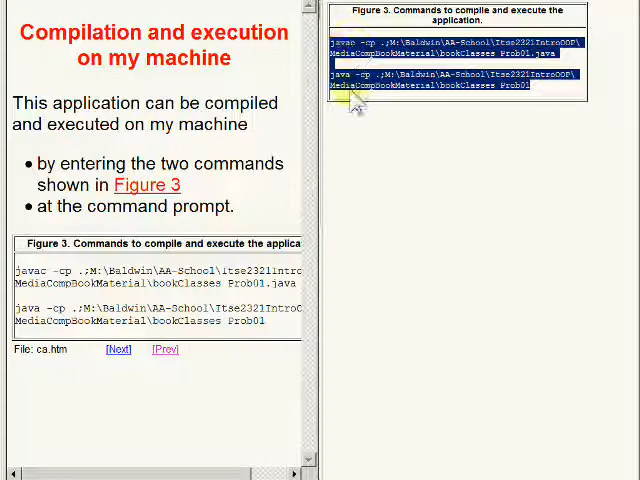 Compilation and execution
on my machine
This application can be compiled
and executed on my machine
by entering the two commands
shown in Figure 3
at the command prompt.
Figure 3. Commands to compile and execute the applica
javac -cp .;M:\Baldwin\AA-School\Itse2321Intro
MediaCompBookMaterial\bookClasses Prob01.java
java -cp .;M:\Baldwin\AA-School\Itse2321IntroO
MediaCompBookMaterial\bookClasses Prob01
File: ca.htm [Next] [Prev]
Figure 3. Commands to compile and execute the
application.
javac -cp .;M:\Baldwin\AA-School\Itse2321IntroOOP\
MediaCompBookMaterial\bookClasses Prob01.java
java -cp .;M:\Baldwin\AA-School\Itse2321IntroOOP\
MediaCompBookMaterial\bookClasses Prob01